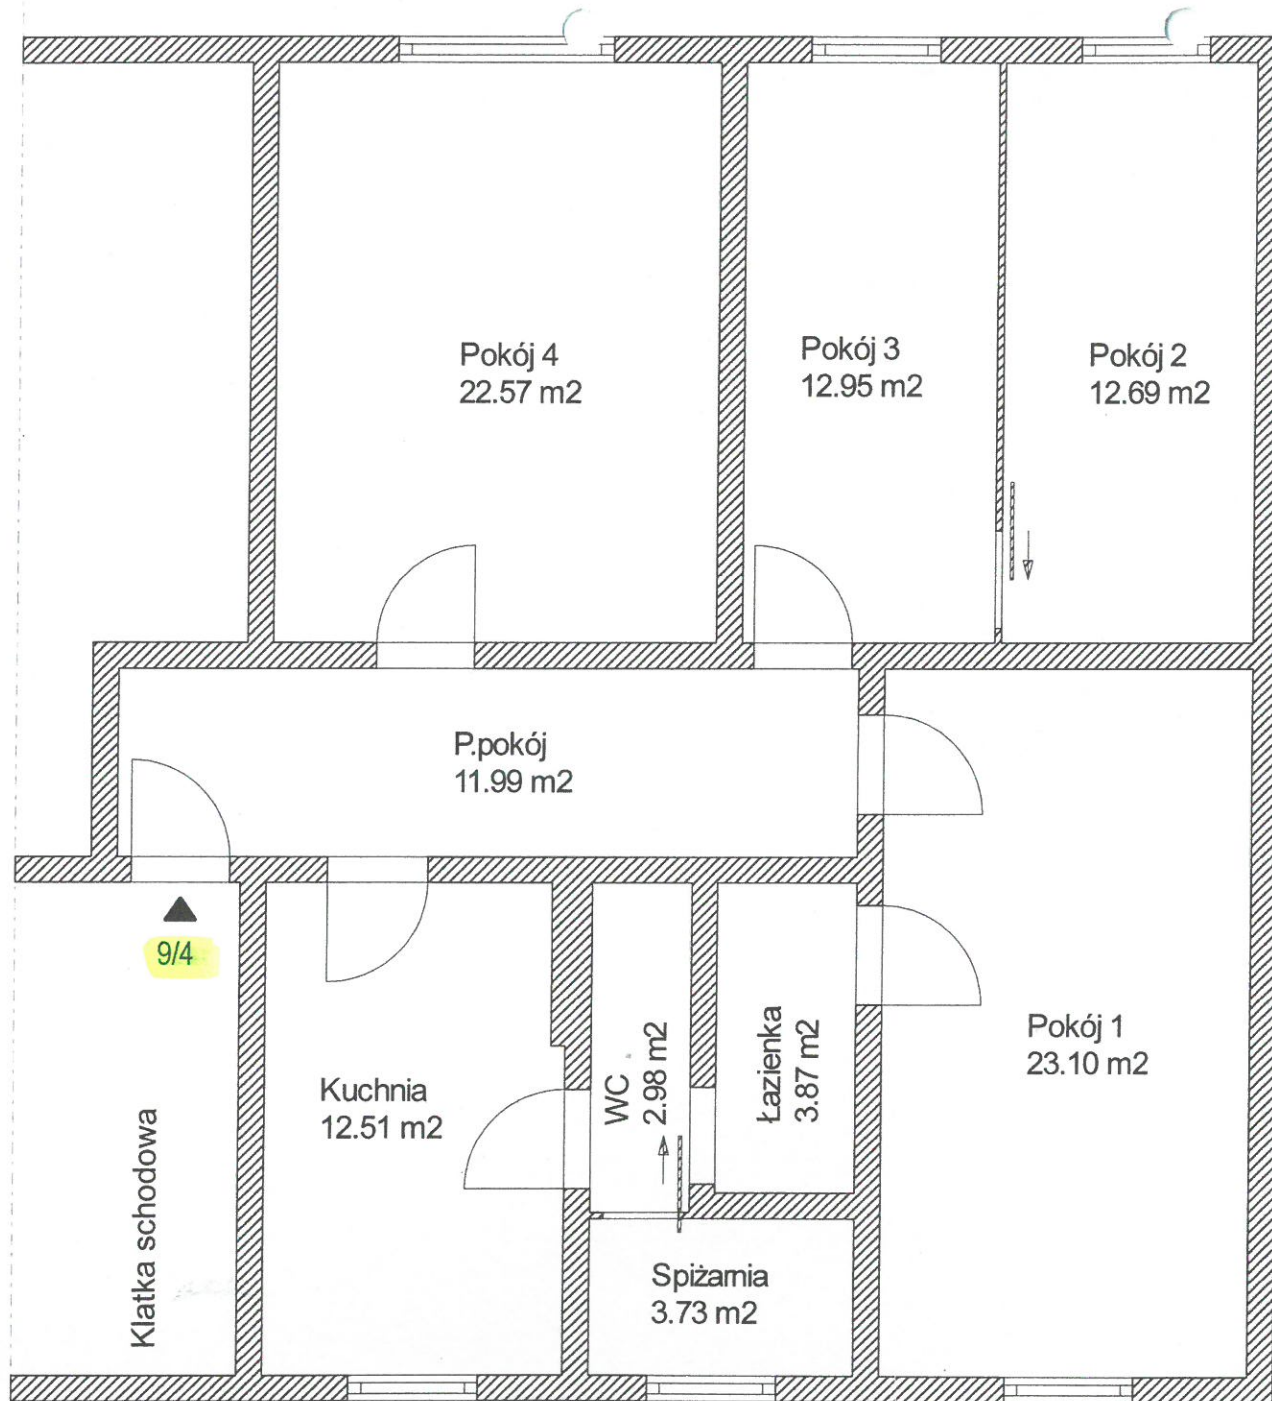 Pokój 4
22.57 m2
Pokój 3
12.95 m2
Pokój 2
12.69 m2
P.pokój
11.99 m2
9/4
Klatka schodowa
Kuchnia
12.51 m2
WC
2.98 m2
Łazienka
3.87 m2
Pokój 1
23.10 m2
Spiżarnia
3.73 m2